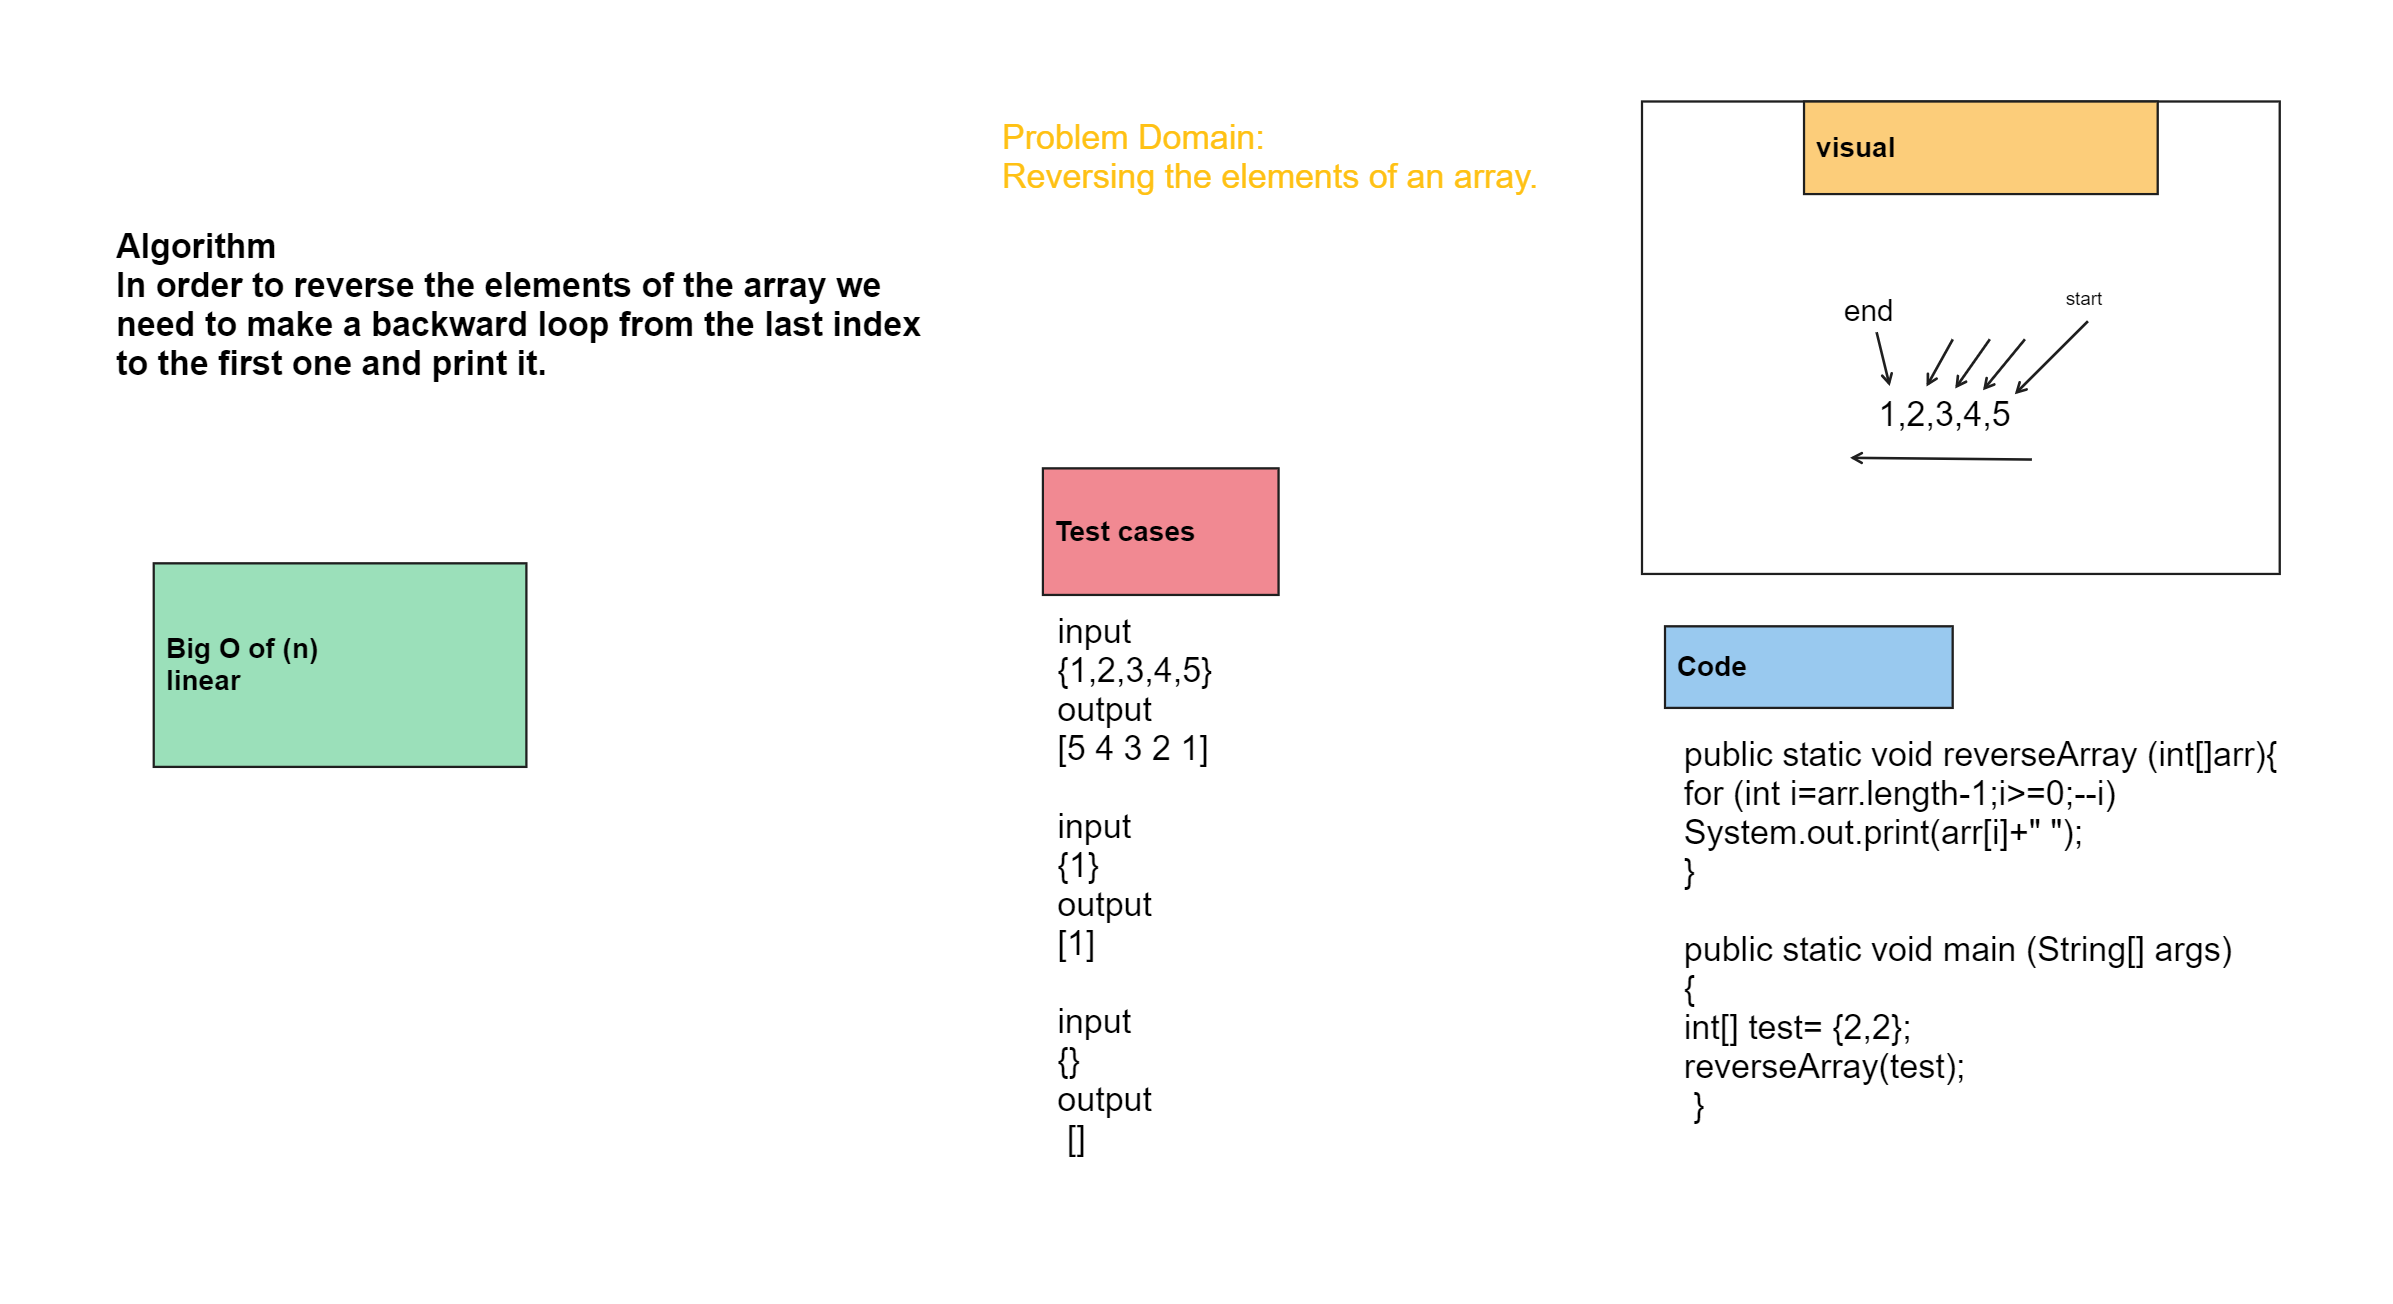 Problem Domain:
Reversing the elements of an array.
Algorithm
In order to reverse the elements of the array we
need to make a backward loop from the last index
to the first one and print it.
Big O of (n)
linear
Test cases
input
{1,2,3,4,5}
output
[5 4 3 2 1]
input
{1}
output
[1]
input
{}
output
[]
visual
end
start
1,2,3,4,5
Code
public static void reverseArray (int[]arr){
for (int i=arr.length-1;i>=0;--i)
System.out.print(arr[i]+" ");
}
public static void main (String[] args)
{
int[] test= {2,2};
reverseArray(test);
}